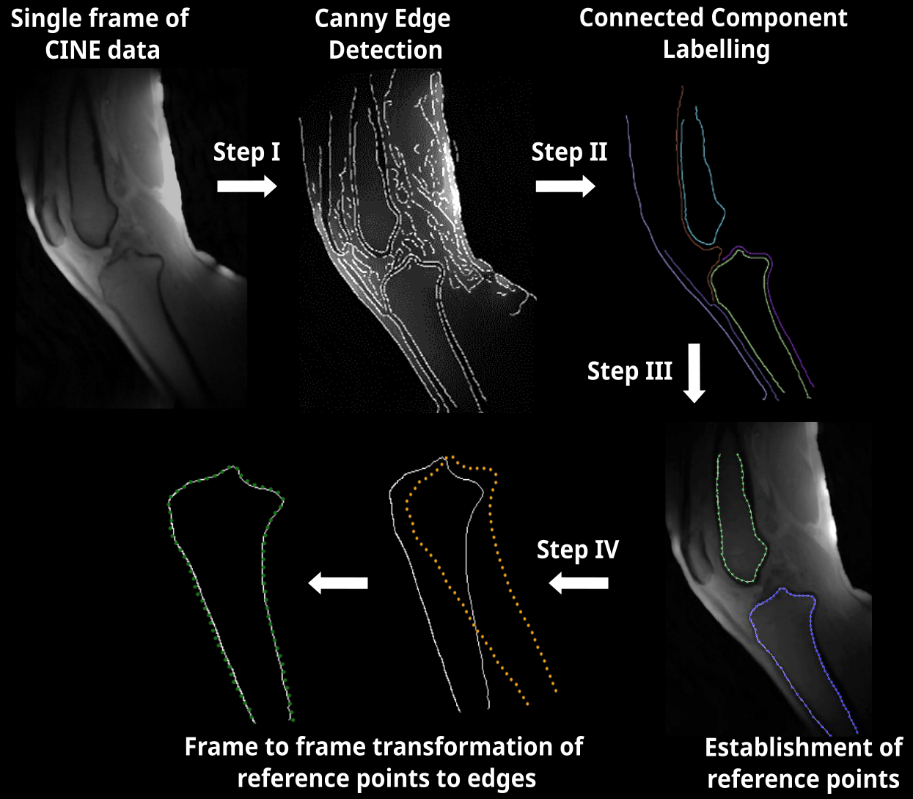 Single frame of
CINE data
Canny Edge
Detection
Connected Component
Labelling
Step I
Step II
Step III
Step IV
Frame to frame transformation of
reference points to edges
Establishment of
reference points